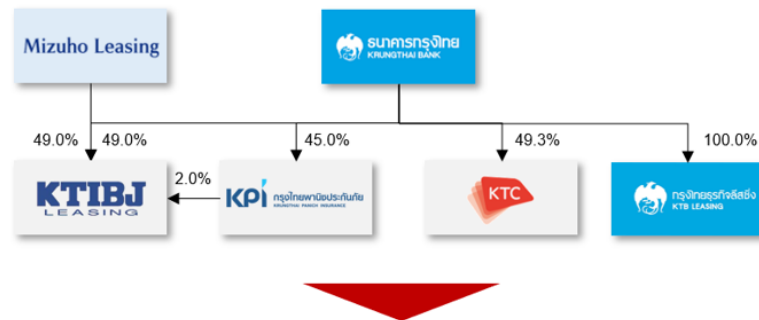 Mizuho Leasing
ธนาคารกรุงไทย
KRUNGTHAI BANK
49.0%
49.0%
45.0%
49.3%
100.0%
KTIBJ
LEASING
2.0%
KPI
กรุงไทยพานิชประกันภัย
KRUNGTHAI PANICH INSURANCE
KTC
กรุงไทยธุรกิจลีสซิ่ง
KTB LEASING